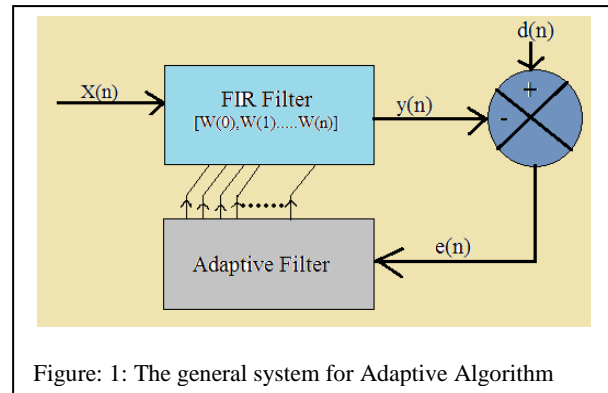 d(n)
X(n)
FIR Filter
[W(0),W(1).....W(n)]
y(n)
+
-
Adaptive Filter
e(n)
Figure: 1: The general system for Adaptive Algorithm